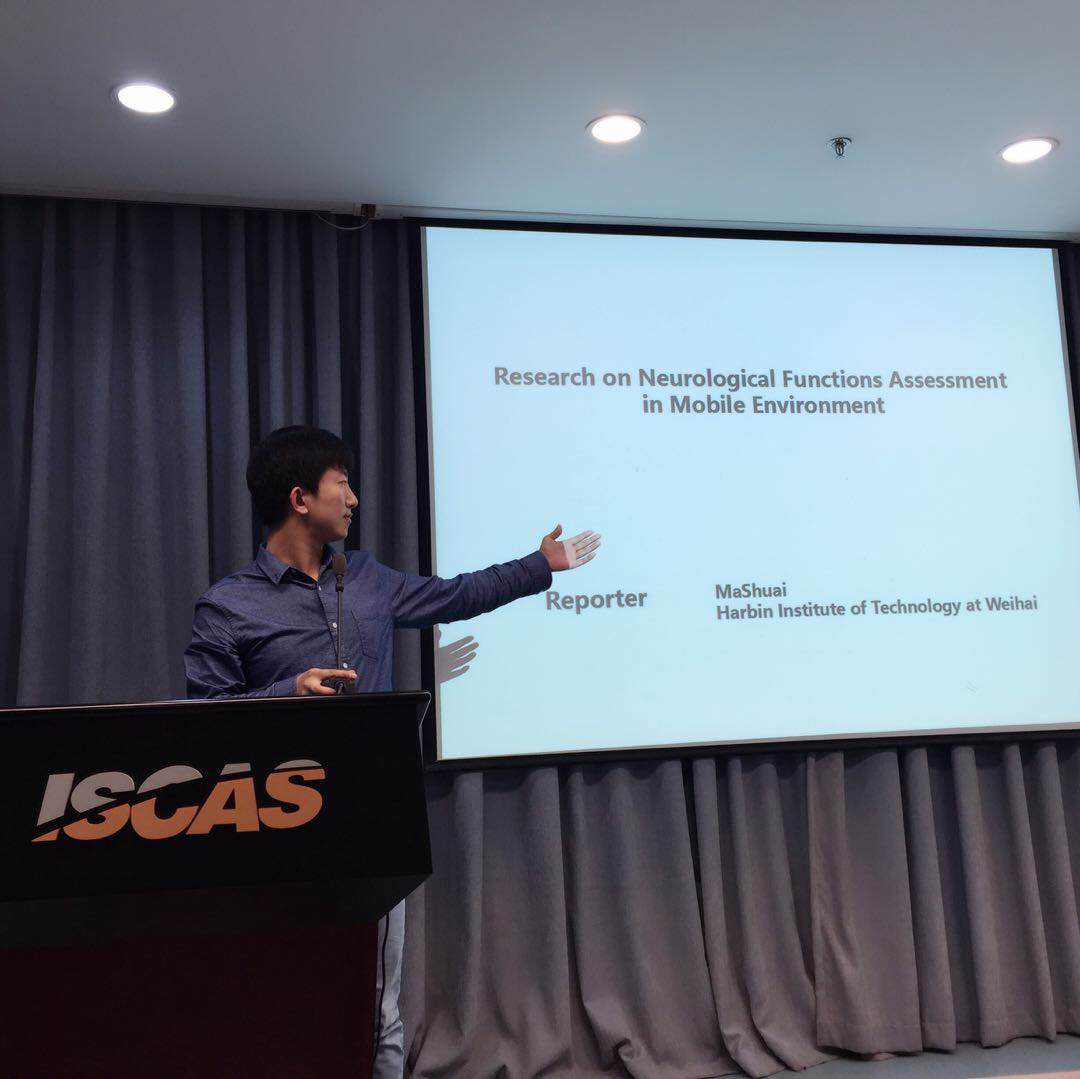 Research on Neurological Functions Assessment
in Mobile Environment
Reporter
MaShuai
Harbin Institute of Technology at Weihai
ISCAS